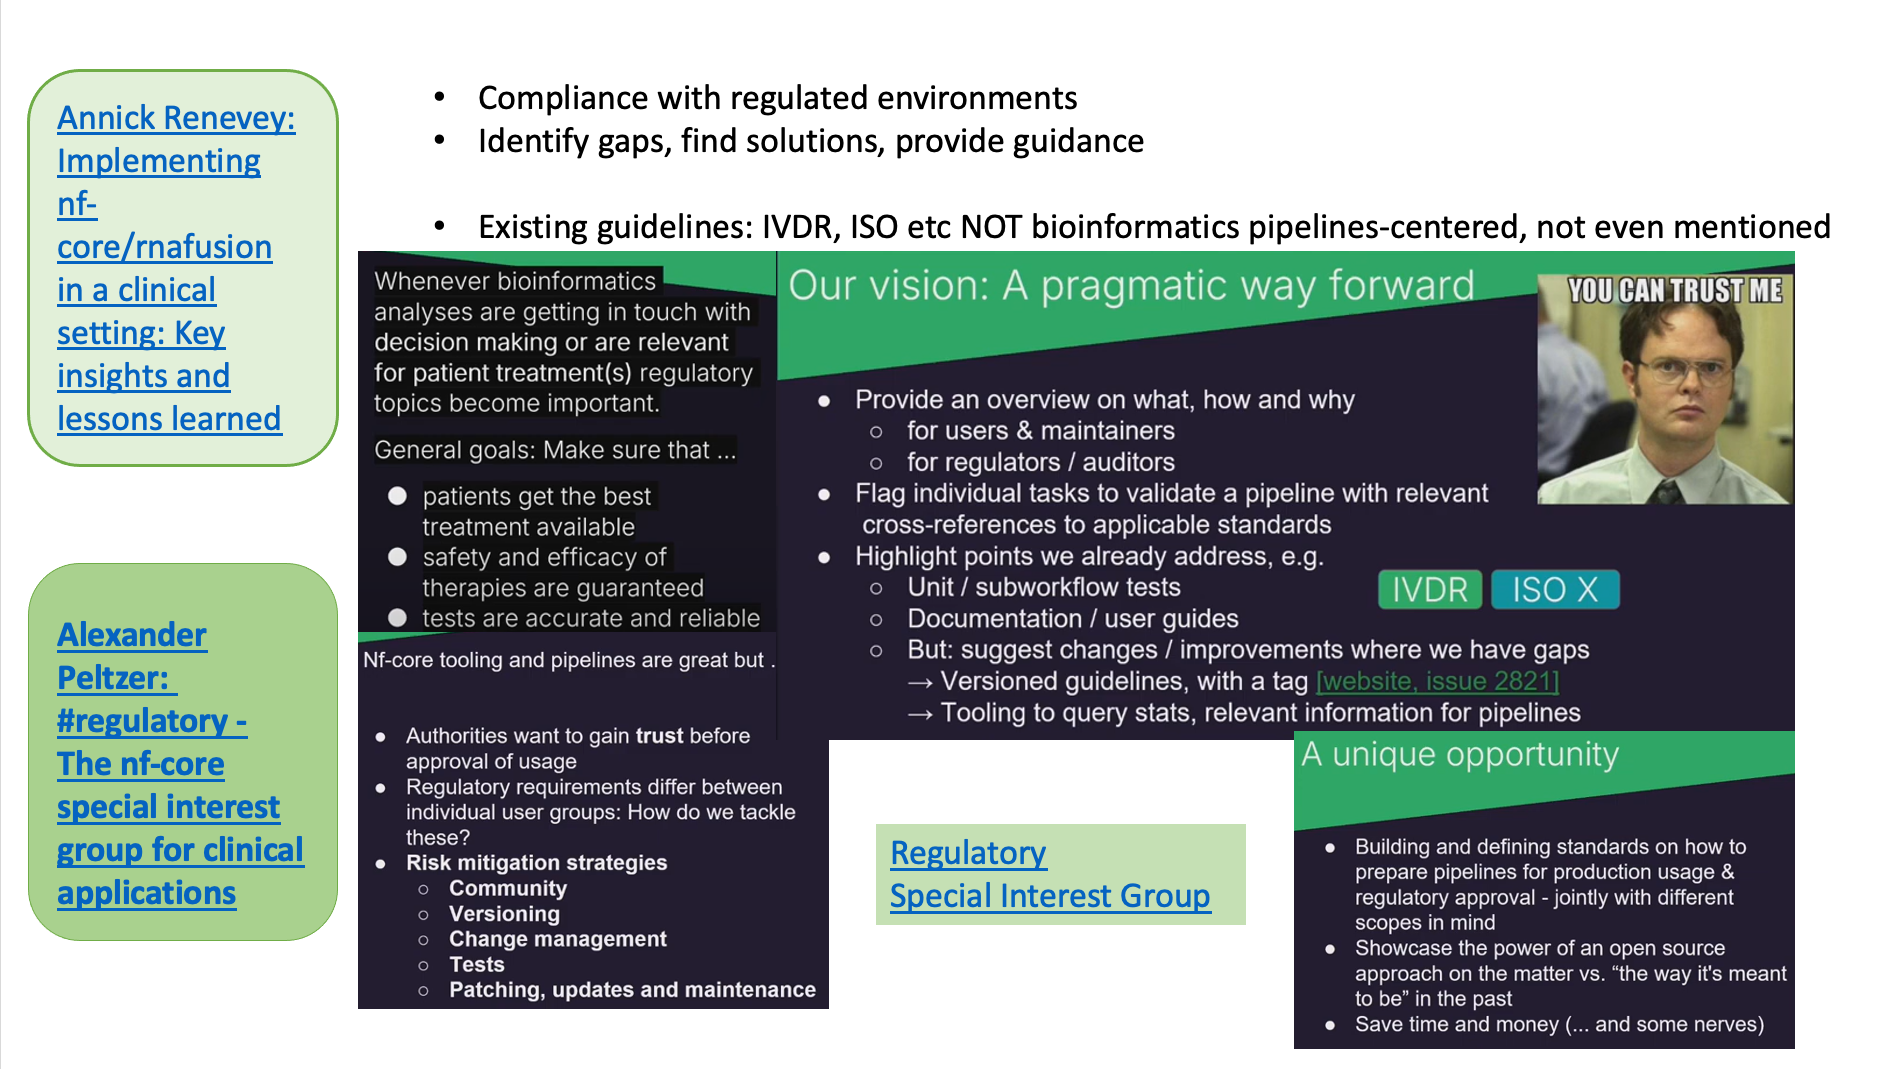 Annick Renevey:
Implementing
nf-
core/rnafusion
in a clinical
setting: Key
insights and
lessons learned
Alexander
Peltzer:
#regulatory -
The nf-core
special interest
group for clinical
applications
• Compliance with regulated environments
• Identify gaps, find solutions, provide guidance
• Existing guidelines: IVDR, ISO etc NOT bioinformatics pipelines-centered, not even mentioned
Whenever bioinformatics
analyses are getting in touch with
decision making or are relevant
for patient treatment(s) regulatory
topics become important.
General goals: Make sure that ...
● patients get the best
treatment available
● safety and efficacy of
therapies are guaranteed
● tests are accurate and reliable
Nf-core tooling and pipelines are great but .
● Authorities want to gain trust before
approval of usage
● Regulatory requirements differ between
individual user groups: How do we tackle
these?
● Risk mitigation strategies
○ Community
○ Versioning
○ Change management
○ Tests
○ Patching, updates and maintenance
Our vision: A pragmatic way forward
YOU CAN TRUST ME
● Provide an overview on what, how and why
○ for users & maintainers
○ for regulators / auditors
● Flag individual tasks to validate a pipeline with relevant
cross-references to applicable standards
● Highlight points we already address, e.g.
○ Unit / subworkflow tests
○ Documentation / user guides
○ But: suggest changes / improvements where we have gaps
→ Versioned guidelines, with a tag [website, issue 2821]
→ Tooling to query stats, relevant information for pipelines
IVDR ISO X
Regulatory
Special Interest Group
A unique opportunity
● Building and defining standards on how to
prepare pipelines for production usage &
regulatory approval - jointly with different
scopes in mind
● Showcase the power of an open source
approach on the matter vs. “the way it's meant
to be” in the past
● Save time and money (... and some nerves)